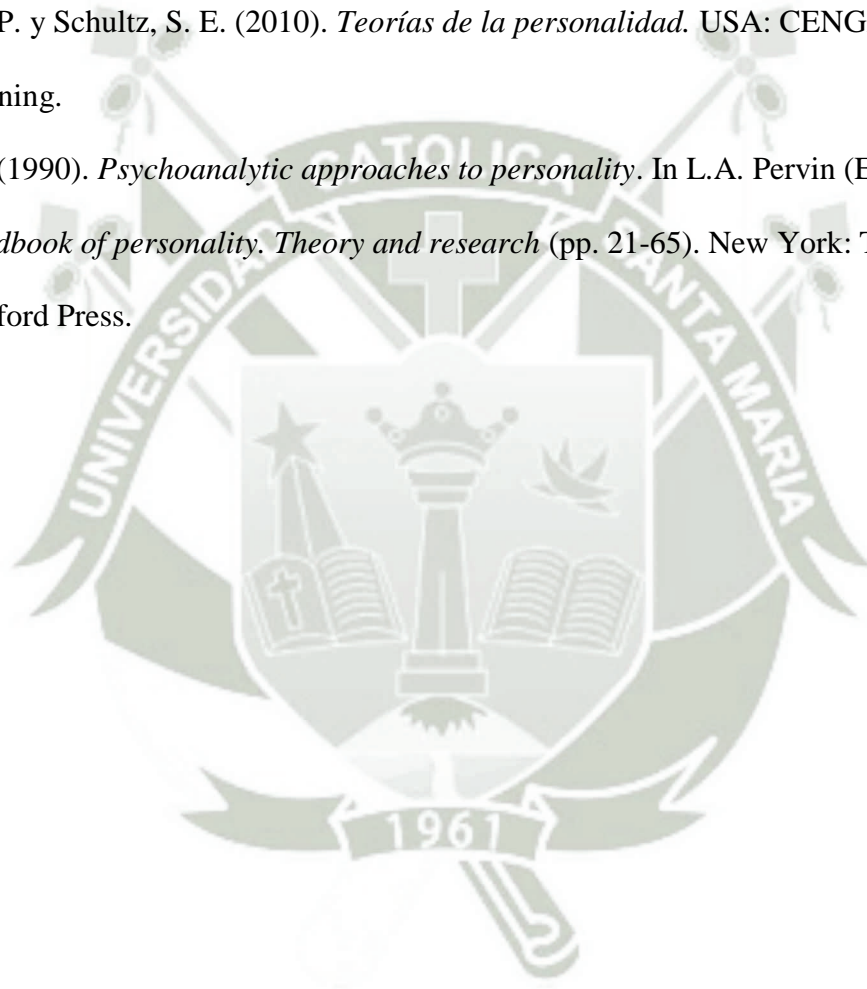 P. y Schultz, S. E. (2010). Teorías de la personalidad. USA: CENG
ning.
(1990). Psychoanalytic approaches to personality. In L.A. Pervin (E
dbook of personality. Theory and research (pp. 21-65). New York: T
ford Press.
UNIVERSIDAD CATOLICA SANTA MARIA
1961